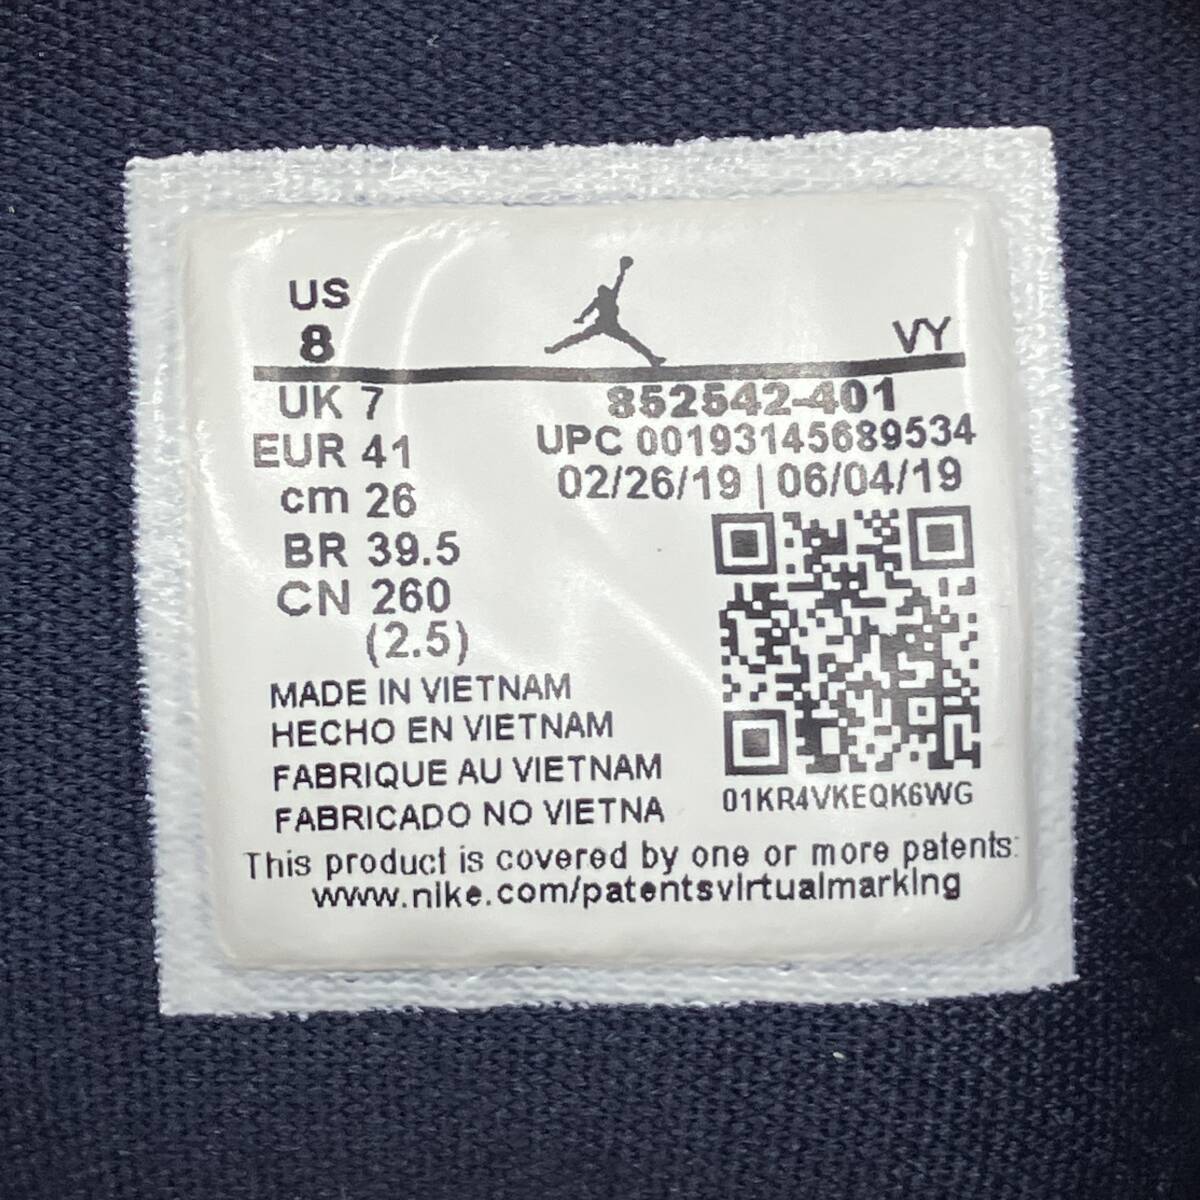 US
8
VY
UK 7
852542-401
EUR 41
UPC 00193145689534
cm 26
02/26/19 | 06/04/19
BR 39.5
CN 260
(2.5)
MADE IN VIETNAM
HECHO EN VIETNAM
FABRIQUE AU VIETNAM
FABRICADO NO VIETNA
01KR4VKEQK6WG
This product is covered by one or more patents:
www.nike.com/patentsvirtualmarking